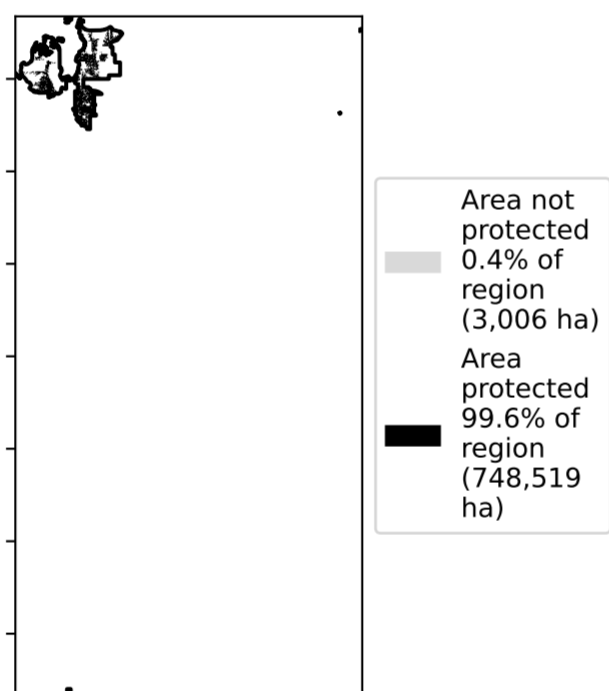 Area not
protected
0.4% of
region
(3,006 ha)
Area
protected
99.6% of
region
(748,519
ha)